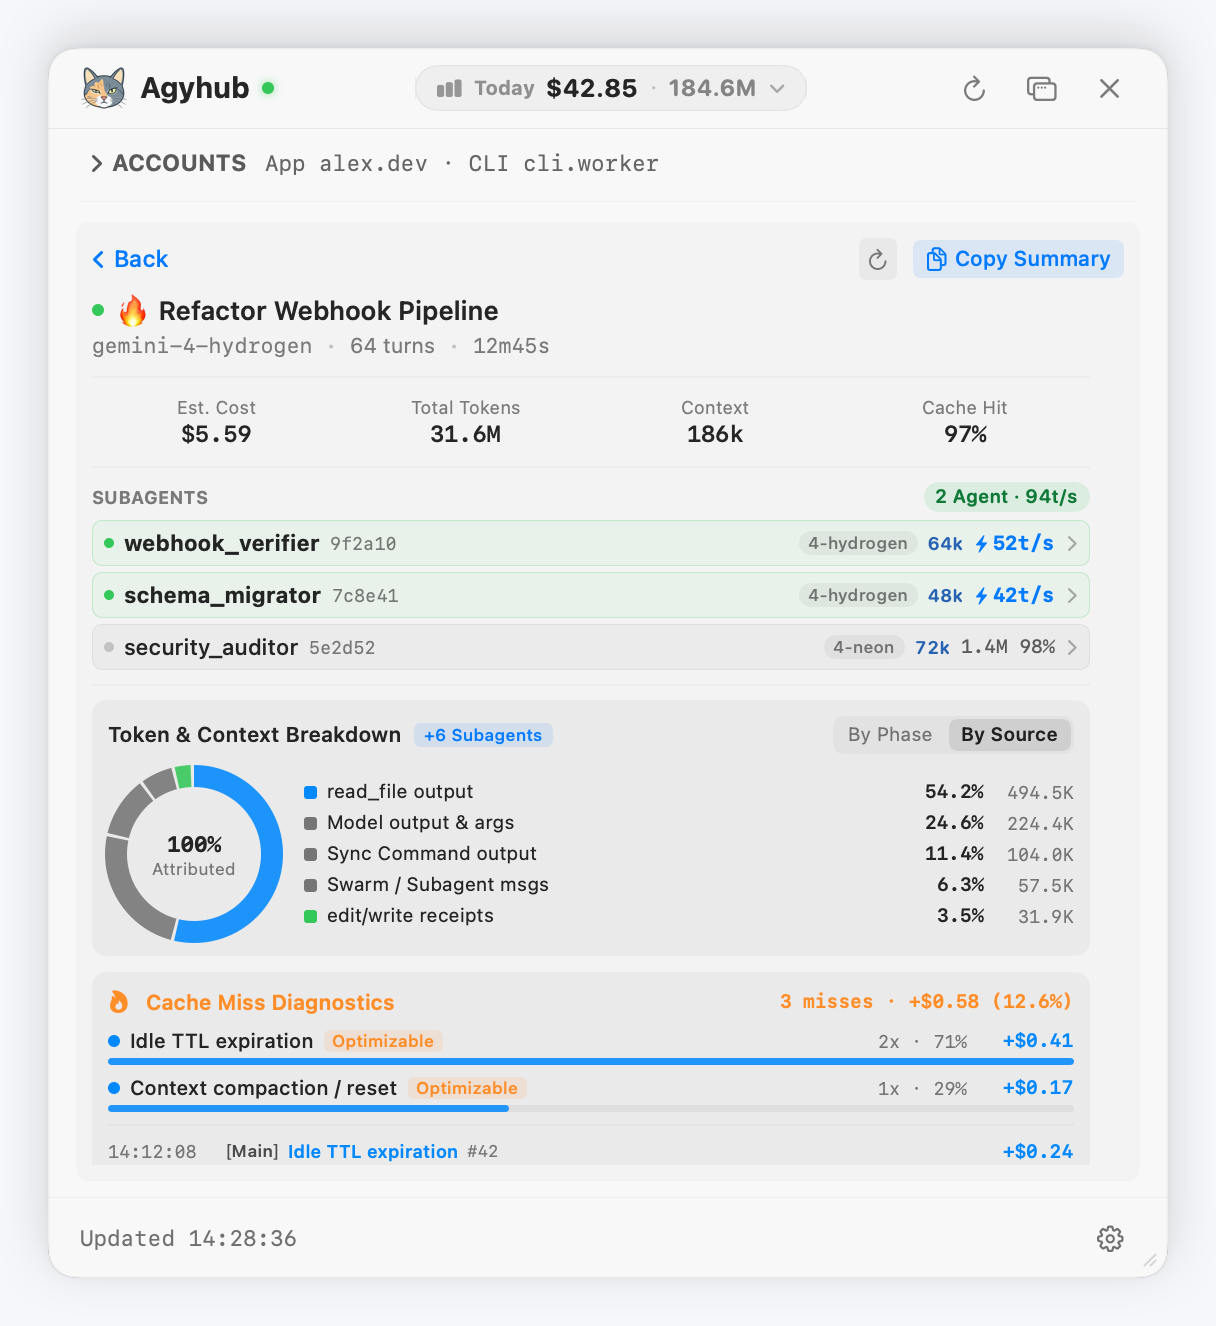 Agyhub
Today $42.85 · 184.6M
ACCOUNTS App alex.dev · CLI cli.worker
Back
Copy Summary
Refactor Webhook Pipeline
gemini-4-hydrogen · 64 turns · 12m45s
Est. Cost Total Tokens Context Cache Hit
$5.59 31.6M 186k 97%
SUBAGENTS 2 Agent · 94t/s
webhook_verifier 9f2a10 4-hydrogen 64k 52t/s
schema_migrator 7c8e41 4-hydrogen 48k 42t/s
security_auditor 5e2d52 4-neon 72k 1.4M 98%
Token & Context Breakdown +6 Subagents By Phase By Source
100%
Attributed
read_file output 54.2% 494.5K
Model output & args 24.6% 224.4K
Sync Command output 11.4% 104.0K
Swarm / Subagent msgs 6.3% 57.5K
edit/write receipts 3.5% 31.9K
Cache Miss Diagnostics 3 misses · +$0.58 (12.6%)
Idle TTL expiration Optimizable 2x · 71% +$0.41
Context compaction / reset Optimizable 1x · 29% +$0.17
14:12:08 [Main] Idle TTL expiration #42 +$0.24
Updated 14:28:36